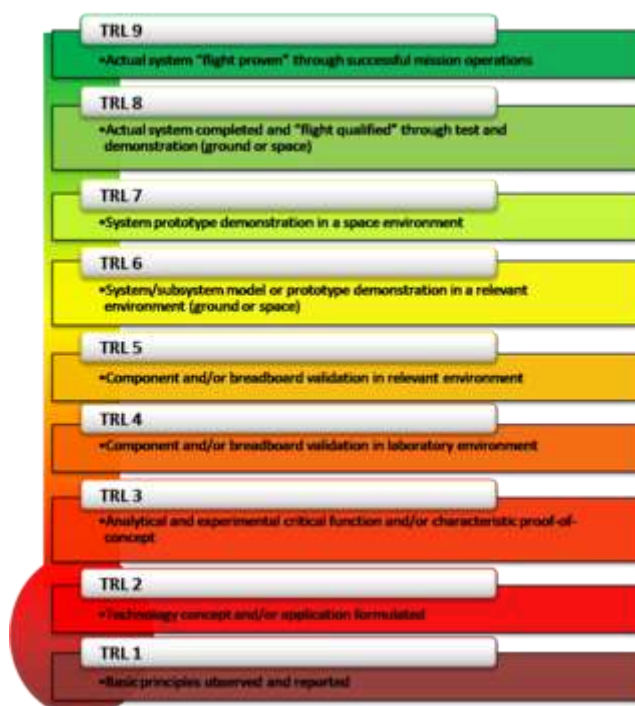 TRL 9
•Actual system "flight proven" through successful mission operations
TRL 8
•Actual system completed and "flight qualified" through test and
demonstration (ground or space)
TRL 7
•System prototype demonstration in a space environment
TRL 6
•System/subsystem model or prototype demonstration in a relevant
environment (ground or space)
TRL 5
•Component and/or breadboard validation in relevant environment
TRL 4
•Component and/or breadboard validation in laboratory environment
TRL 3
•Analytical and experimental critical function and/or characteristic proof-of-
concept
TRL 2
•Technology concept and/or application formulated
TRL 1
•Basic principles observed and reported